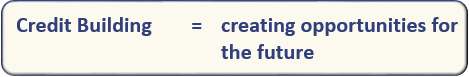 Credit Building = creating opportunities for
the future